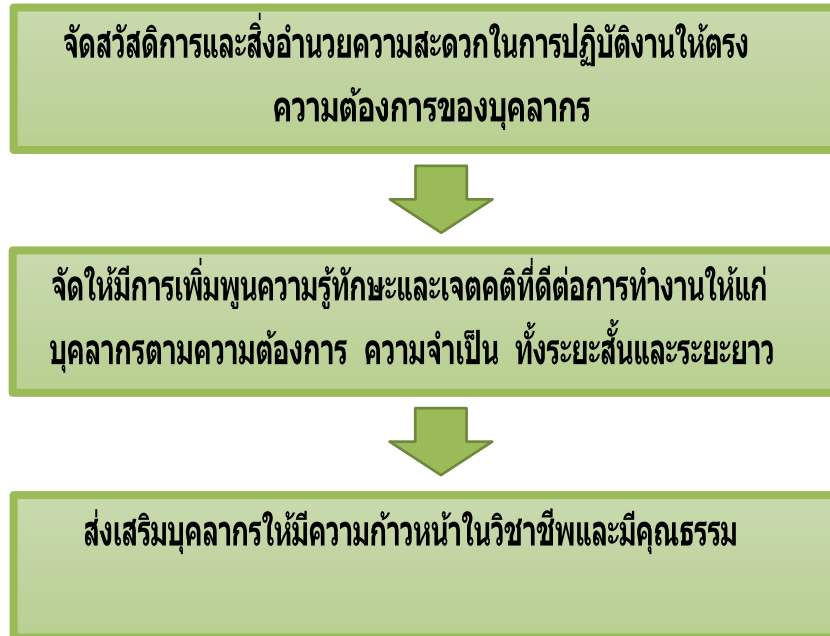 จัดสวัสดิการและสิ่งอำนวยความสะดวกในการปฏิบัติงานให้ตรง
ความต้องการของบุคลากร
จัดให้มีการเพิ่มพูนความรู้ทักษะและเจตคติที่ดีต่อการทำงานให้แก่
บุคลากรตามความต้องการ ความจำเป็น ทั้งระยะสั้นและระยะยาว
ส่งเสริมบุคลากรให้มีความก้าวหน้าในวิชาชีพและมีคุณธรรม